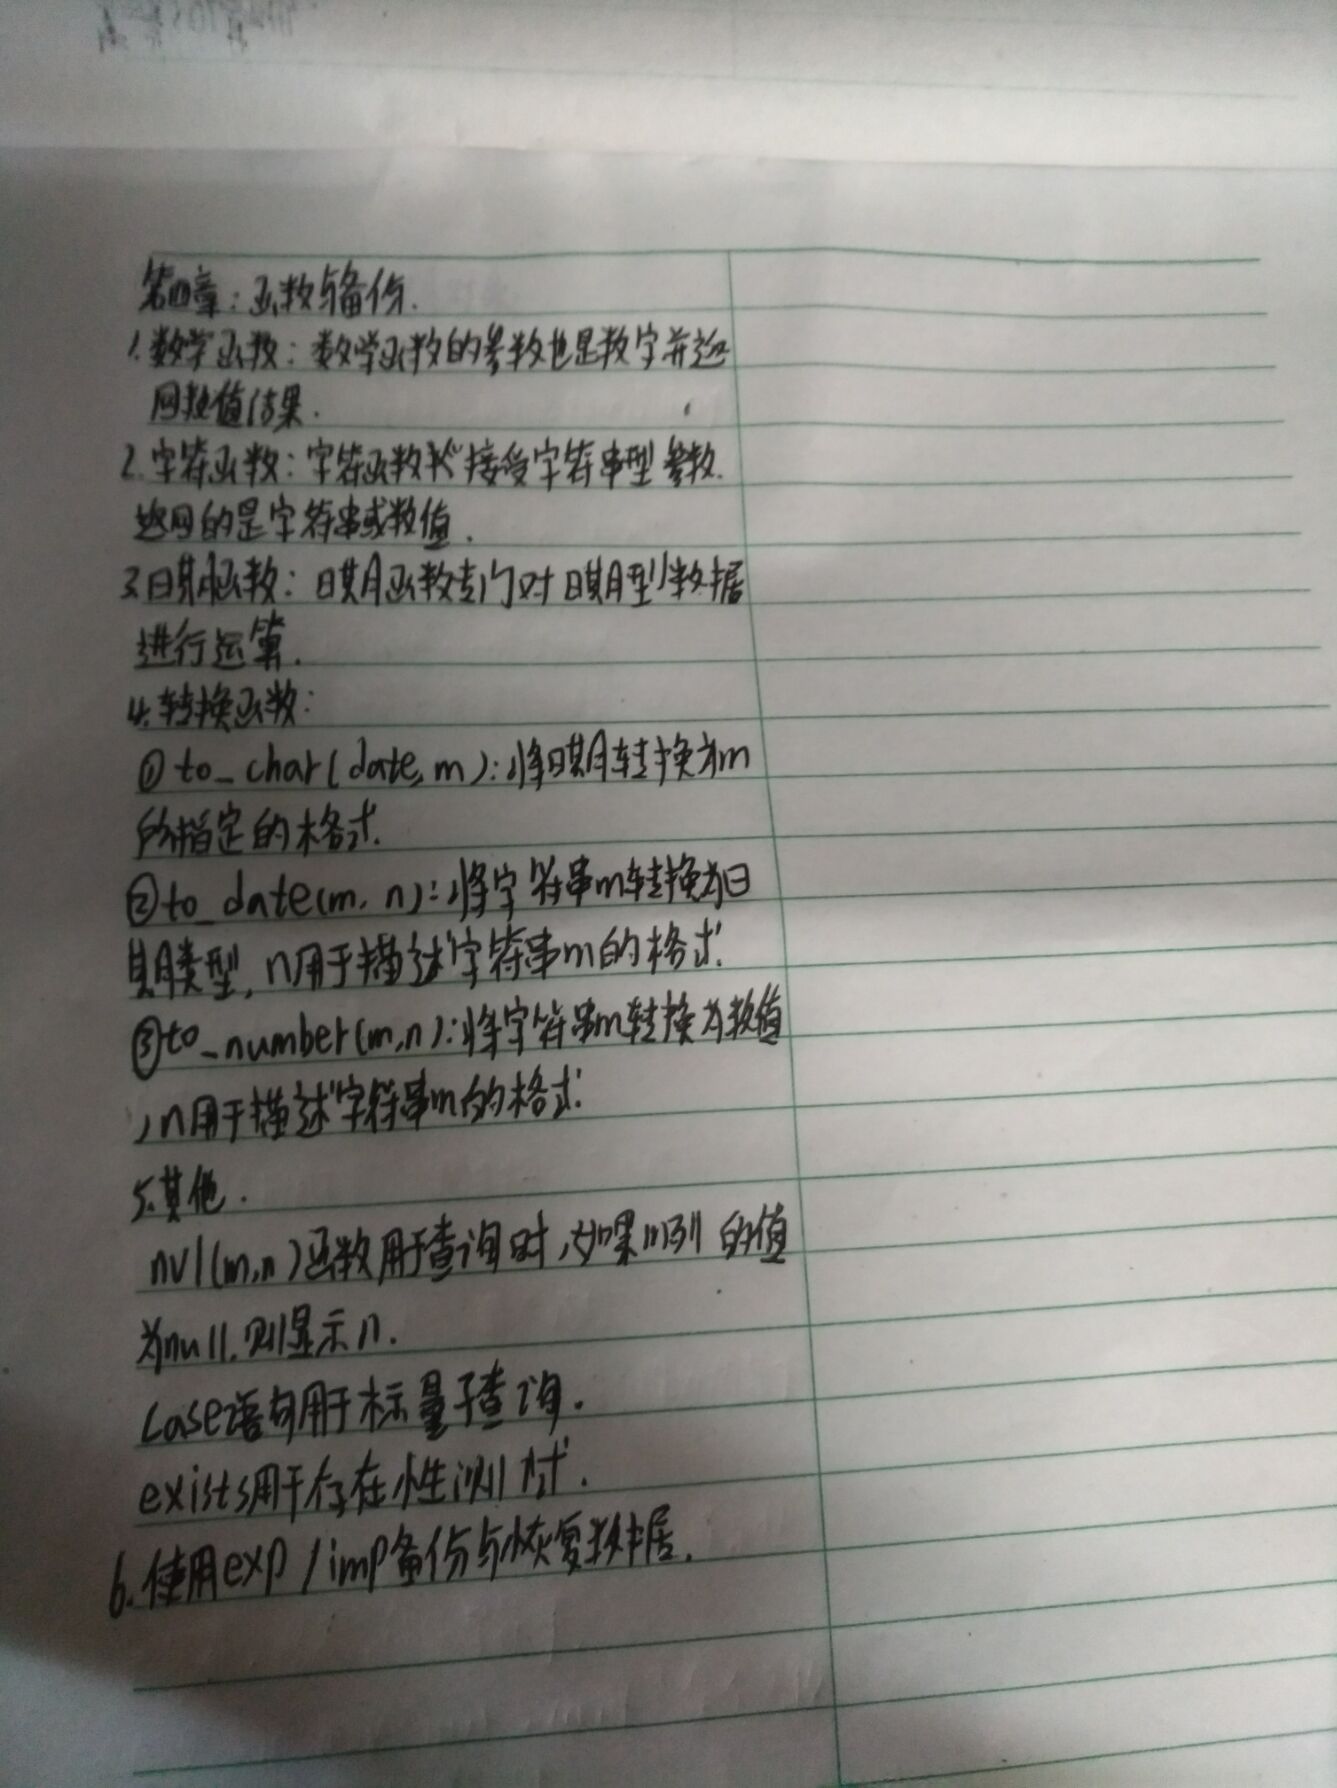 第四章：函数与备份.
1.数学函数：数学函数的参数也是数字并返
回数值结果.
2.字符函数：字符函数 接受字符串型参数.
返回的是字符串或数值.
3.日期函数：日期函数专门对日期型数据
进行运算.
4.转换函数:
①to_char(date,m):将日期转换为m
所指定的格式.
②to_date(m,n):将字符串m转换为日
期类型,n用于描述字符串m的格式.
③to_number(m,n):将字符串m转换为数值
,n用于描述字符串m的格式.
5.其他.
nvl(m,n)函数用于查询时,如果m列的值
为null.则显示n.
case语句用于标量子查询.
exists用于存在性测试.
6.使用exp/imp备份与恢复数据.